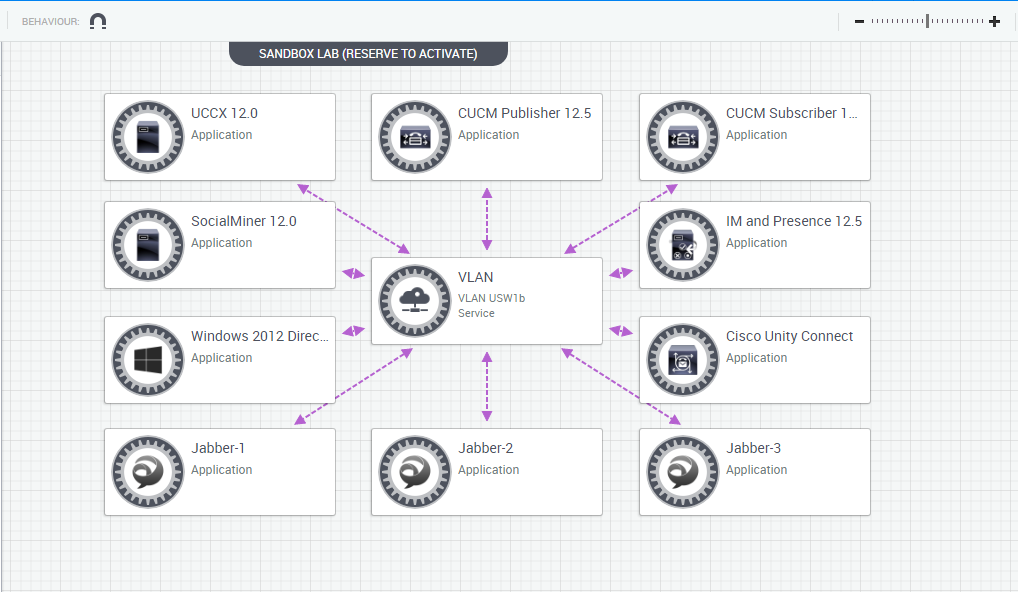 BEHAVIOUR:
SANDBOX LAB (RESERVE TO ACTIVATE)
UCCX 12.0
Application
CUCM Publisher 12.5
Application
CUCM Subscriber 1...
Application
SocialMiner 12.0
Application
IM and Presence 12.5
Application
VLAN
VLAN USW1b
Service
Windows 2012 Direc...
Application
Cisco Unity Connect
Application
Jabber-1
Application
Jabber-2
Application
Jabber-3
Application